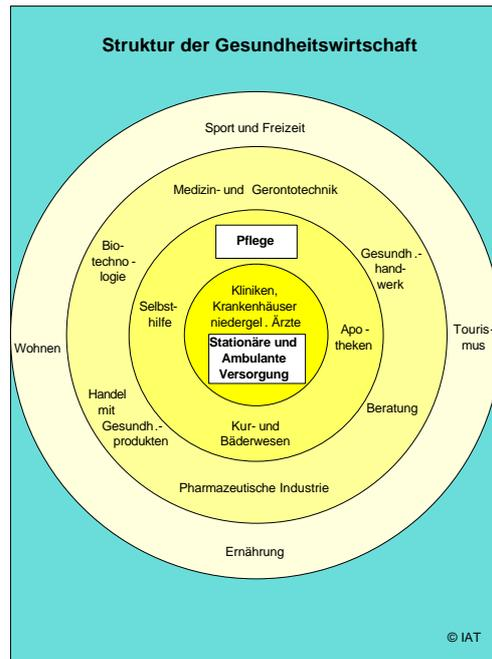 Struktur der Gesundheitswirtschaft
Sport und Freizeit
Medizin- und Gerontotechnik
Pflege
Bio-
techno -
logie
Gesundh .-
hand-
werk
Kliniken,
Krankenhäuser
niedergel . Ärzte
Selbst-
hilfe
Apo -
theken
Stationäre und
Ambulante
Versorgung
Wohnen
Touris-
mus
Handel
mit
Gesundh .-
produkten
Beratung
Kur- und
Bäderwesen
Pharmazeutische Industrie
Ernährung
© IAT